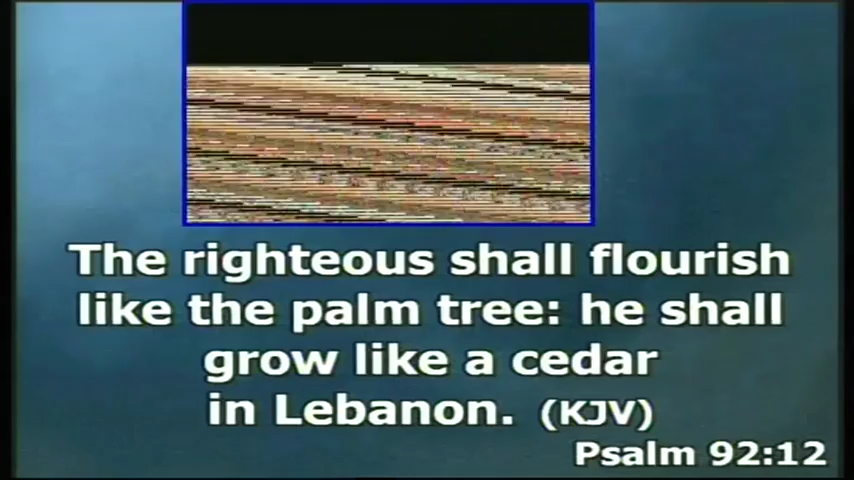 The righteous shall flourish
like the palm tree: he shall
grow like a cedar
in Lebanon. (KJV)
Psalm 92:12